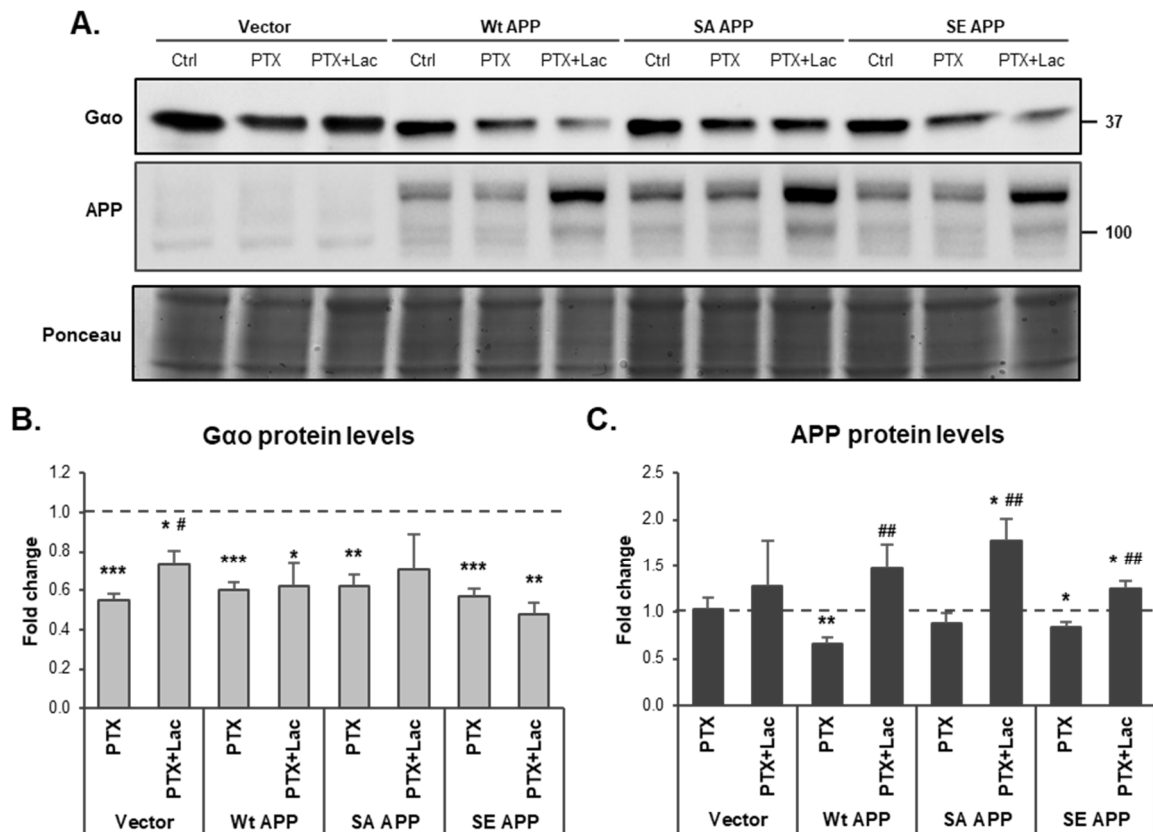 A.
Vector Wt APP SA APP SE APP
Ctrl PTX PTX+Lac Ctrl PTX PTX+Lac Ctrl PTX PTX+Lac Ctrl PTX PTX+Lac
Gαo
37
APP
100
Ponceau
B.
Gαo protein levels
Fold change
1.2
1.0
0.8
0.6
0.4
0.2
0.0
*** * # *** * ** *** **
PTX PTX+Lac PTX PTX+Lac PTX PTX+Lac PTX PTX+Lac
Vector Wt APP SA APP SE APP
C.
APP protein levels
Fold change
2.5
2.0
1.5
1.0
0.5
0.0
** ## * ## * * ##
PTX PTX+Lac PTX PTX+Lac PTX PTX+Lac PTX PTX+Lac
Vector Wt APP SA APP SE APP